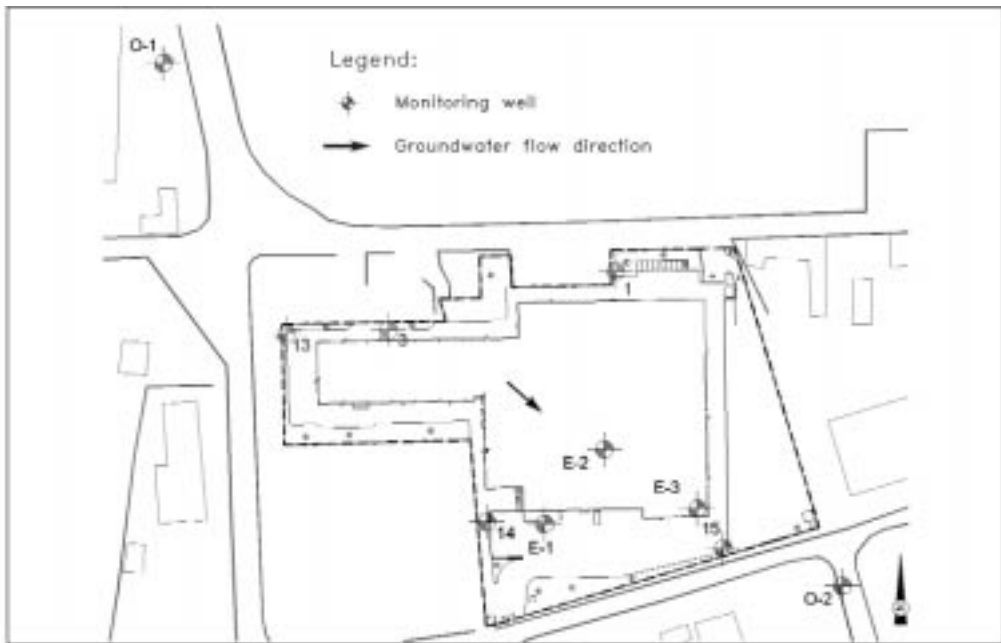 O-1
Legend:
Monitoring well
Groundwater flow direction
1
13
3
E-2
E-3
14
E-1
15
O-2